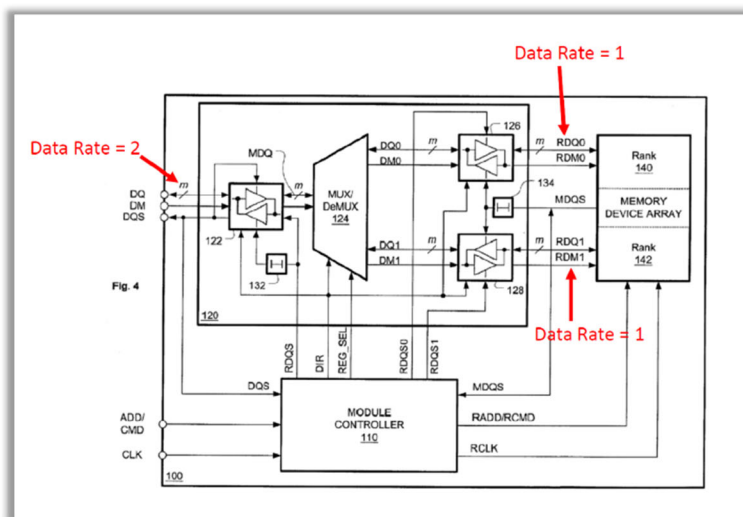 Data Rate = 1
Data Rate = 2
MDQ
m
m
DQ0
m
DM0
126
m
RDQ0
RDM0
Rank
140
DQ
DM
DQS
m
122
MUX/
DeMUX
124
134
MDQS
MEMORY
DEVICE ARRAY
DQ1
m
DM1
128
m
RDQ1
RDM1
Rank
142
132
Fig. 4
120
Data Rate = 1
RDQS
DIR
REG_SEL
RDQS0
RDQS1
DQS
MDQS
ADD/
CMD
MODULE
CONTROLLER
110
RADD/RCMD
CLK
RCLK
100